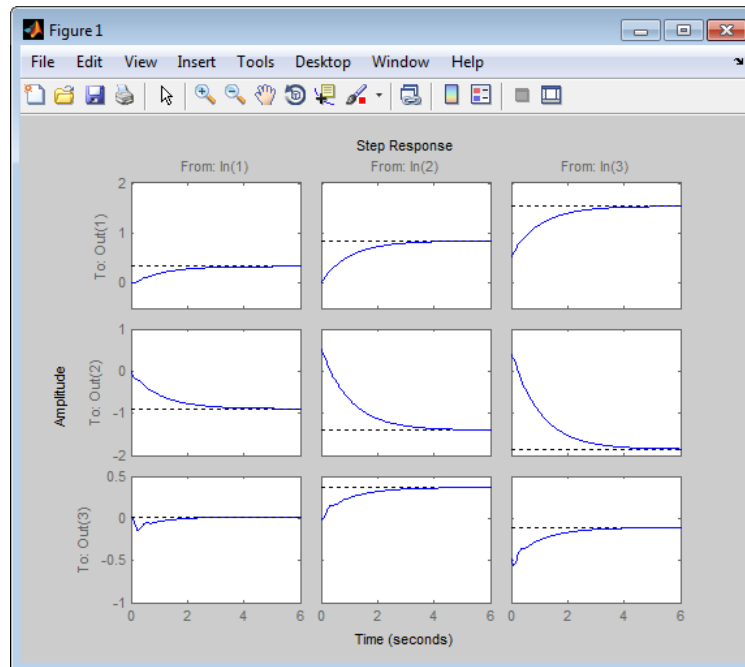 Figure 1
File Edit View Insert Tools Desktop Window Help
Step Response
From: In(1) From: In(2) From: In(3)
Amplitude
To: Out(1)
2
1
0
To: Out(2)
1
0
-1
-2
To: Out(3)
0.5
0
-0.5
-1
0 2 4 6 0 2 4 6 0 2 4 6
Time (seconds)